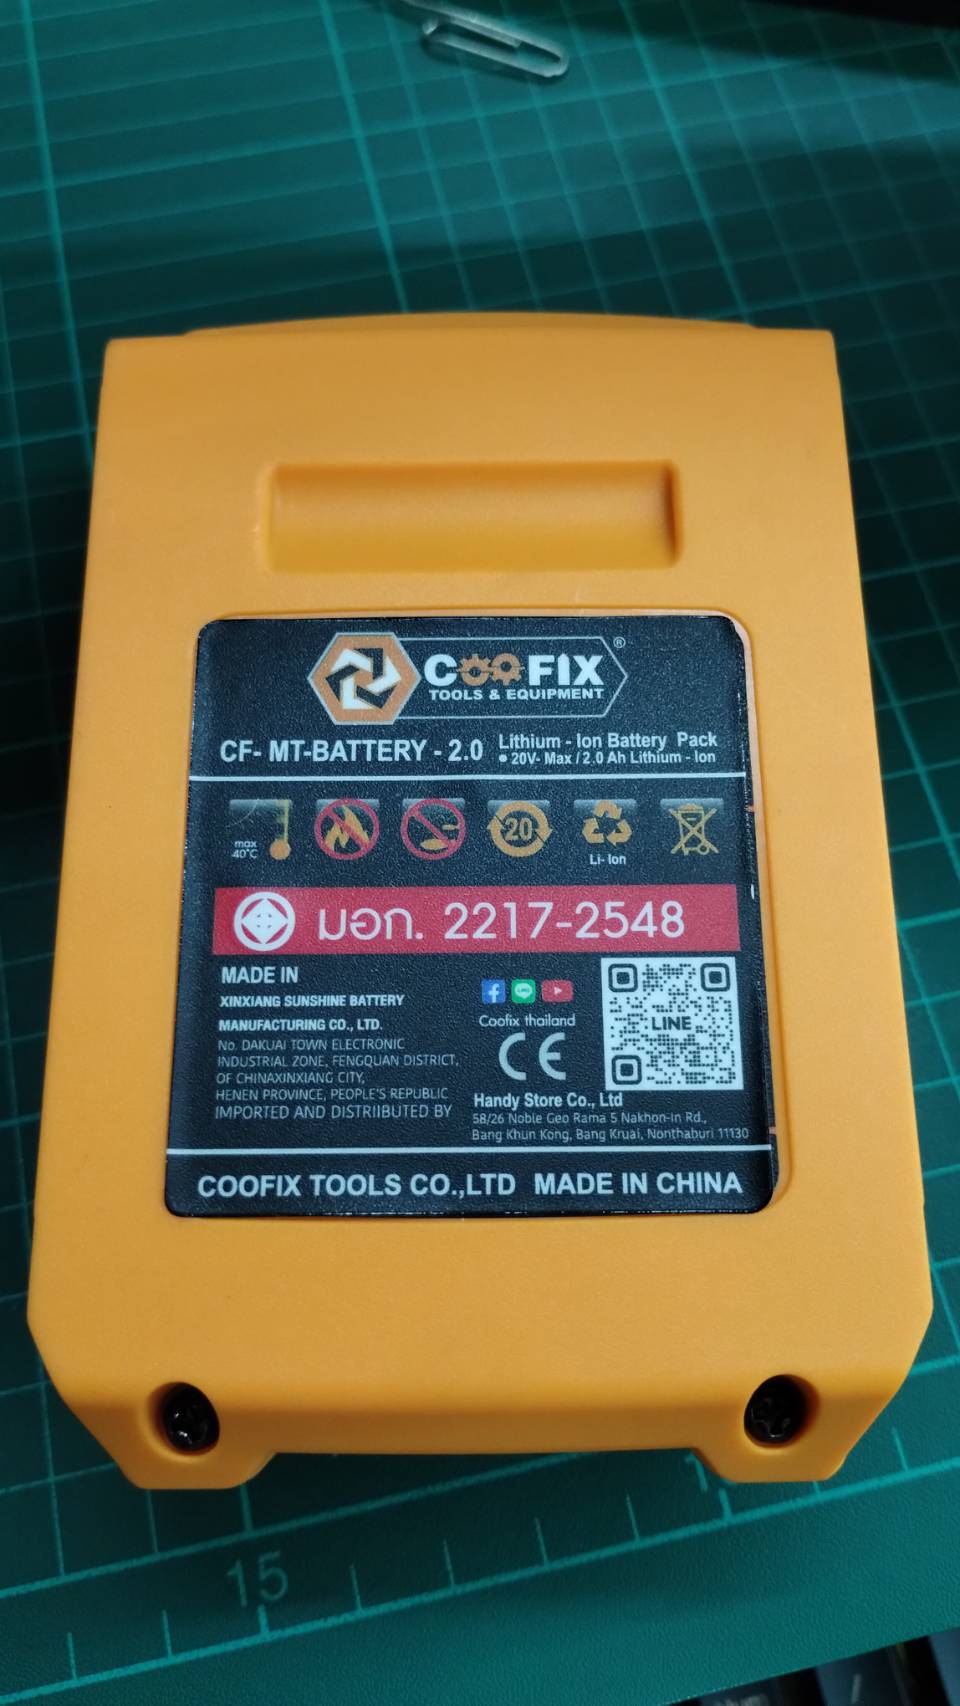 COOFIX ®
TOOLS & EQUIPMENT
CF- MT-BATTERY - 2.0
Lithium - Ion Battery Pack
• 20V- Max / 2.0 Ah Lithium - Ion
max
40°C
20
Li- Ion
มอก. 2217-2548
MADE IN
XINXIANG SUNSHINE BATTERY
MANUFACTURING CO., LTD.
No. DAKUAI TOWN ELECTRONIC
INDUSTRIAL ZONE, FENGQUAN DISTRICT,
OF CHINAXINXIANG CITY,
HENEN PROVINCE, PEOPLE'S REPUBLIC
IMPORTED AND DISTRIIBUTED BY
LINE
Coofix thailand
CE
LINE
Handy Store Co., Ltd
58/26 Noble Geo Rama 5 Nakhon-in Rd.,
Bang Khun Kong, Bang Kruai, Nonthaburi 11130
COOFIX TOOLS CO.,LTD MADE IN CHINA
15